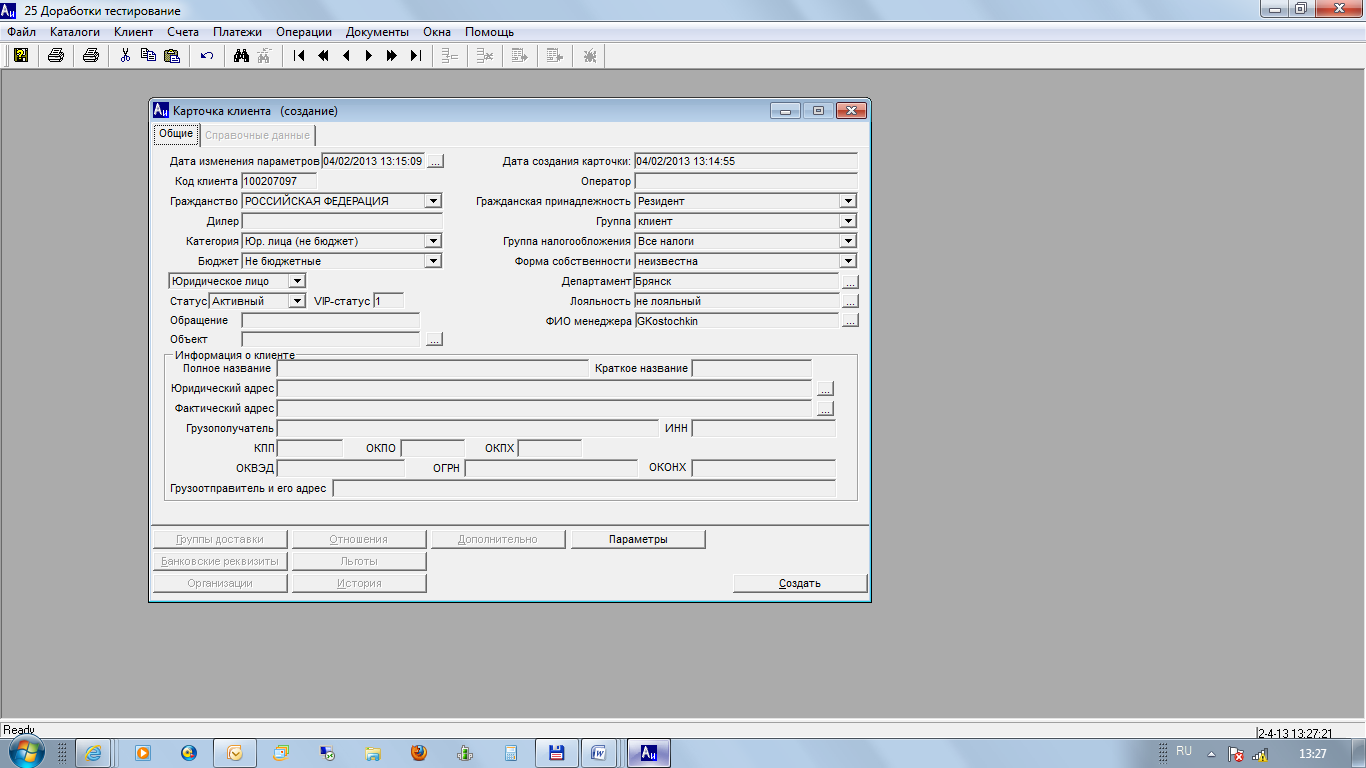 Аи 25 Доработки тестирование
Файл Каталоги Клиент Счета Платежи Операции Документы Окна Помощь
Аи Карточка клиента (создание)
Общие Справочные данные
Дата изменения параметров 04/02/2013 13:15:09 ... Дата создания карточки: 04/02/2013 13:14:55
Код клиента 100207097 Оператор
Гражданство РОССИЙСКАЯ ФЕДЕРАЦИЯ Гражданская принадлежность Резидент
Дилер Группа клиент
Категория Юр. лица (не бюджет) Группа налогообложения Все налоги
Бюджет Не бюджетные Форма собственности неизвестна
Юридическое лицо Департамент Брянск ...
Статус Активный VIP-статус 1 Лояльность не лояльный ...
Обращение ФИО менеджера GKostochkin ...
Объект ...
Информация о клиенте
Полное название Краткое название
Юридический адрес ...
Фактический адрес ...
Грузополучатель ИНН
КПП ОКПО ОКПХ
ОКВЭД ОГРН ОКОНХ
Грузоотправитель и его адрес
Группы доставки Отношения Дополнительно Параметры
Банковские реквизиты Льготы
Организации История Создать
Ready 2-4-13 13:27:21
Аи RU 13:27